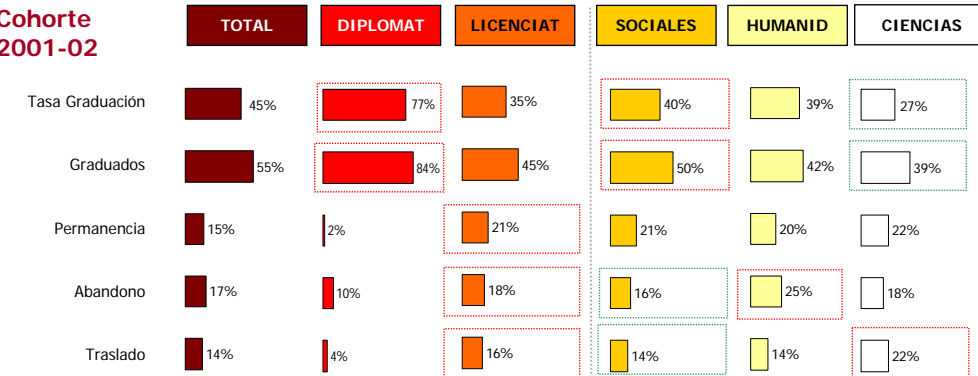 Cohorte
2001-02
TOTAL DIPLOMAT LICENCIAT SOCIALES HUMANID CIENCIAS
Tasa Graduación 45% 77% 35% 40% 39% 27%
Graduados 55% 84% 45% 50% 42% 39%
Permanencia 15% 2% 21% 21% 20% 22%
Abandono 17% 10% 18% 16% 25% 18%
Traslado 14% 4% 16% 14% 14% 22%